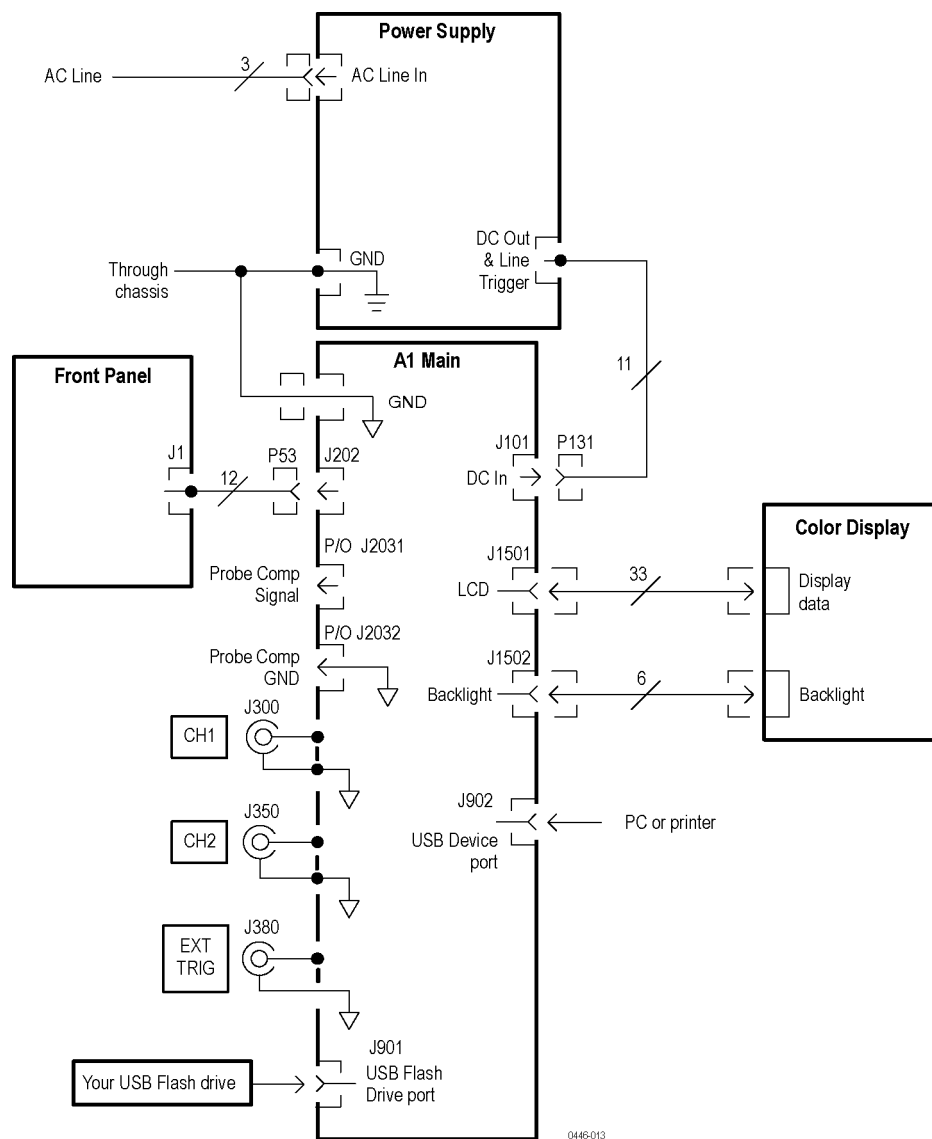 Power Supply
3
AC Line
AC Line In
DC Out
& Line
Trigger
GND
Through
chassis
11
A1 Main
Front Panel
GND
J1
P53
J202
J101
P131
12
DC In
Color Display
P/O J2031
J1501
Probe Comp
Signal
LCD
33
Display
data
P/O J2032
J1502
Probe Comp
GND
Backlight
6
Backlight
J300
CH1
J350
J902
CH2
USB Device
port
PC or printer
J380
EXT
TRIG
J901
Your USB Flash drive
USB Flash
Drive port
0446-013